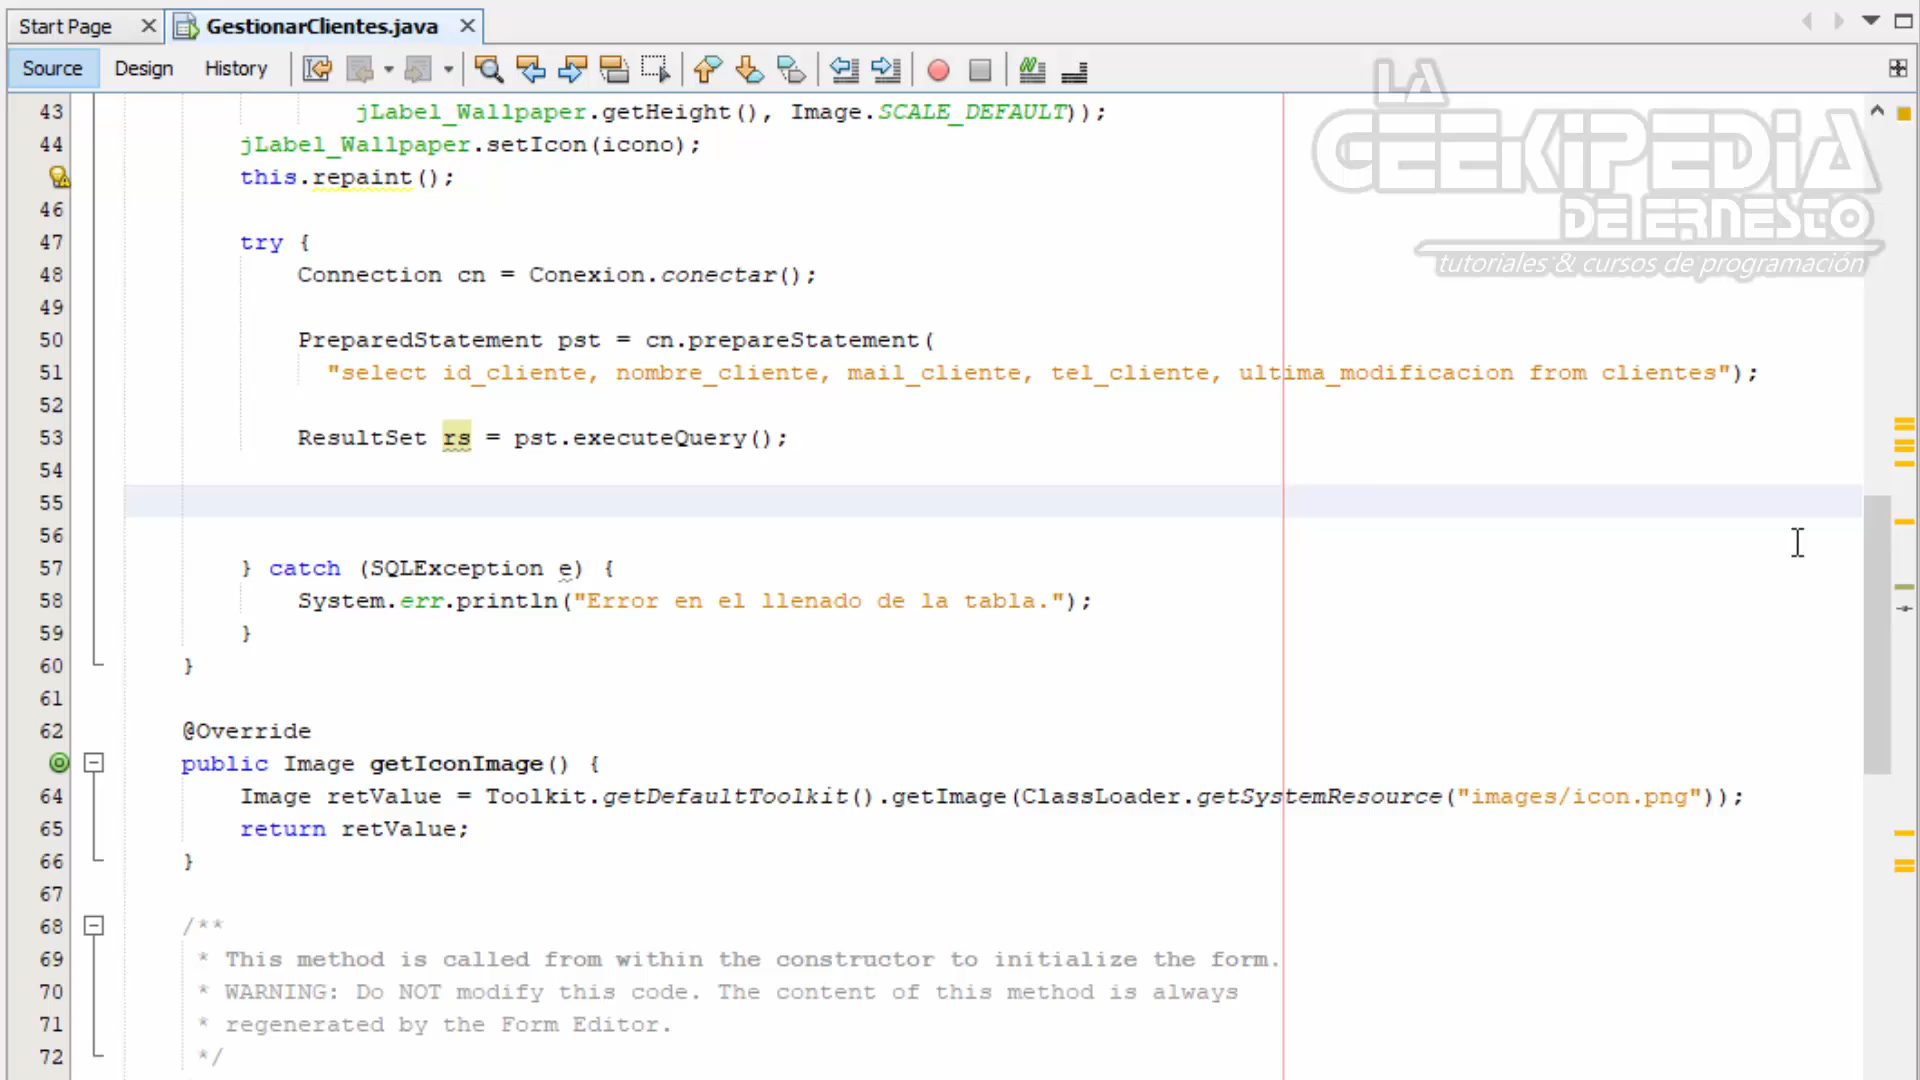 Start Page
GestionarClientes.java
Source Design History
LA
GEEKIPEDIA
DE ERNESTO
tutoriales & cursos de programación
43 jLabel_Wallpaper.getHeight(), Image.SCALE_DEFAULT));
44 jLabel_Wallpaper.setIcon(icono);
this.repaint();
46
47 try {
48 Connection cn = Conexion.conectar();
49
50 PreparedStatement pst = cn.prepareStatement(
51 "select id_cliente, nombre_cliente, mail_cliente, tel_cliente, ultima_modificacion from clientes");
52
53 ResultSet rs = pst.executeQuery();
54
55
56
57 } catch (SQLException e) {
58 System.err.println("Error en el llenado de la tabla.");
59 }
60 }
61
62 @Override
public Image getIconImage() {
64 Image retValue = Toolkit.getDefaultToolkit().getImage(ClassLoader.getSystemResource("images/icon.png"));
65 return retValue;
66 }
67
68 /**
69 * This method is called from within the constructor to initialize the form.
70 * WARNING: Do NOT modify this code. The content of this method is always
71 * regenerated by the Form Editor.
72 */